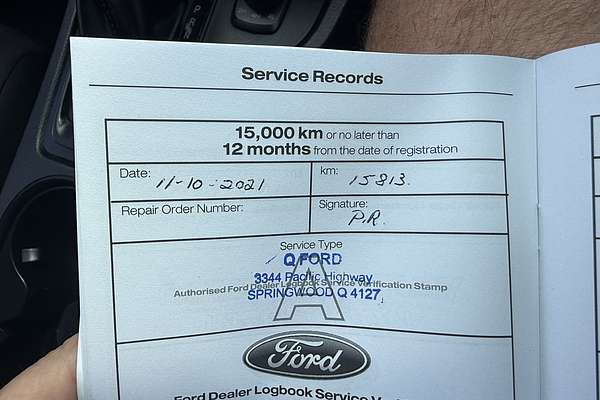 Service Records
15,000 km or no later than
12 months from the date of registration
Date: 11-10-2021 km: 15813.
Repair Order Number: Signature: P.R.
Service Type
Q FORD
A
3344 Pacific Highway
Authorised Ford Dealer Logbook Service Verification Stamp
SPRINGWOOD Q 4127
Ford
Ford Dealer Logbook Service